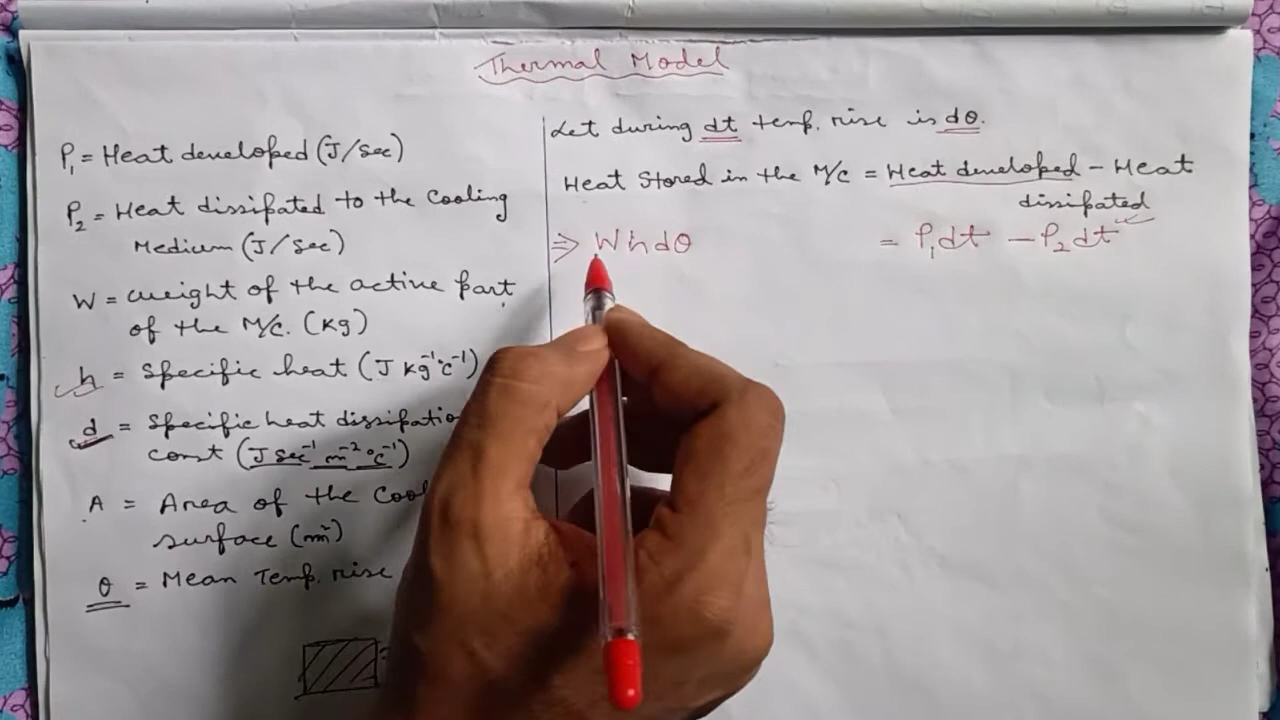 Thermal Model
P₁ = Heat developed (J/sec)
P₂ = Heat dissipated to the cooling
Medium (J/sec)
W = weight of the active part
of the M/C. (Kg)
h = Specific heat (J Kg⁻¹ °c⁻¹)
d = Specific heat dissipatio
const (J sec⁻¹ m⁻² °c⁻¹)
A = Area of the
surface (m²)
θ = Mean Temp. rise
Let during dt temp. rise is dθ.
Heat Stored in the M/C = Heat developed - Heat
dissipated
⇒ W h dθ = P₁dt - P₂dt